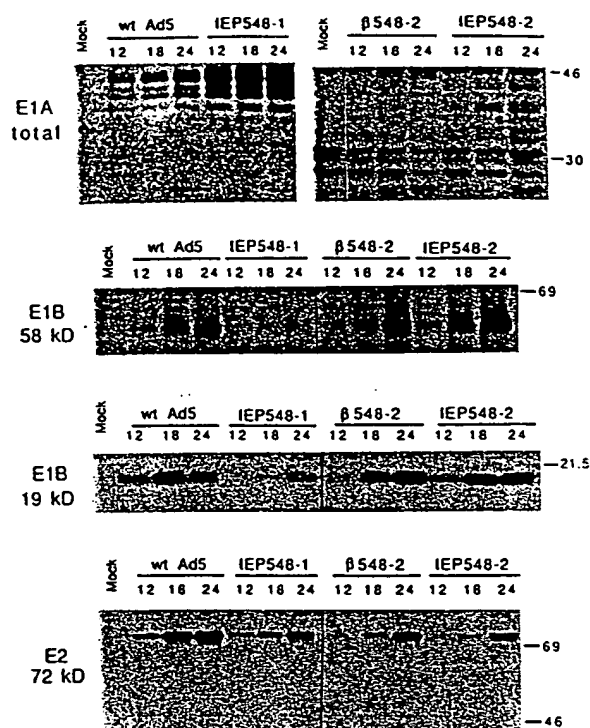 Mock wt Ad5 IEP548-1
12 18 24 12 18 24
Mock β548-2 IEP548-2
12 18 24 12 18 24
E1A
total
46
30
Mock wt Ad5 IEP548-1 β548-2 IEP548-2
12 18 24 12 18 24 12 18 24 12 18 24
E1B
58 kD
69
Mock wt Ad5 IEP548-1 β548-2 IEP548-2
12 18 24 12 18 24 12 18 24 12 18 24
E1B
19 kD
21.5
Mock wt Ad5 IEP548-1 β548-2 IEP548-2
12 18 24 12 18 24 12 18 24 12 18 24
E2
72 kD
69
46